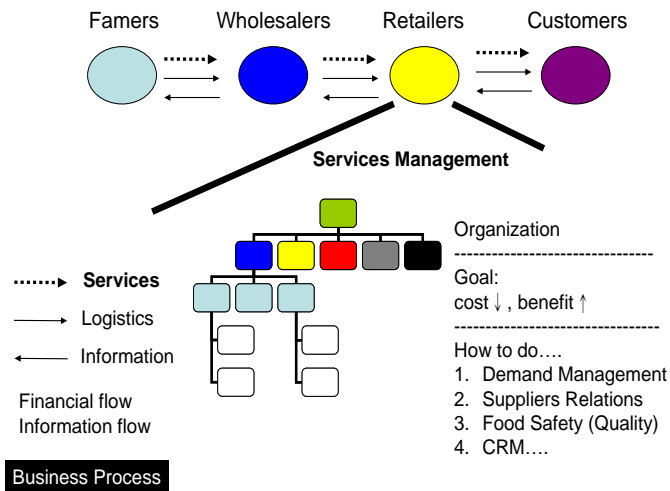 Famers Wholesalers Retailers Customers
Services Management
Services
Logistics
Information
Financial flow
Information flow
Business Process
Organization
Goal:
cost ↓ , benefit ↑
How to do….
1. Demand Management
2. Suppliers Relations
3. Food Safety (Quality)
4. CRM….